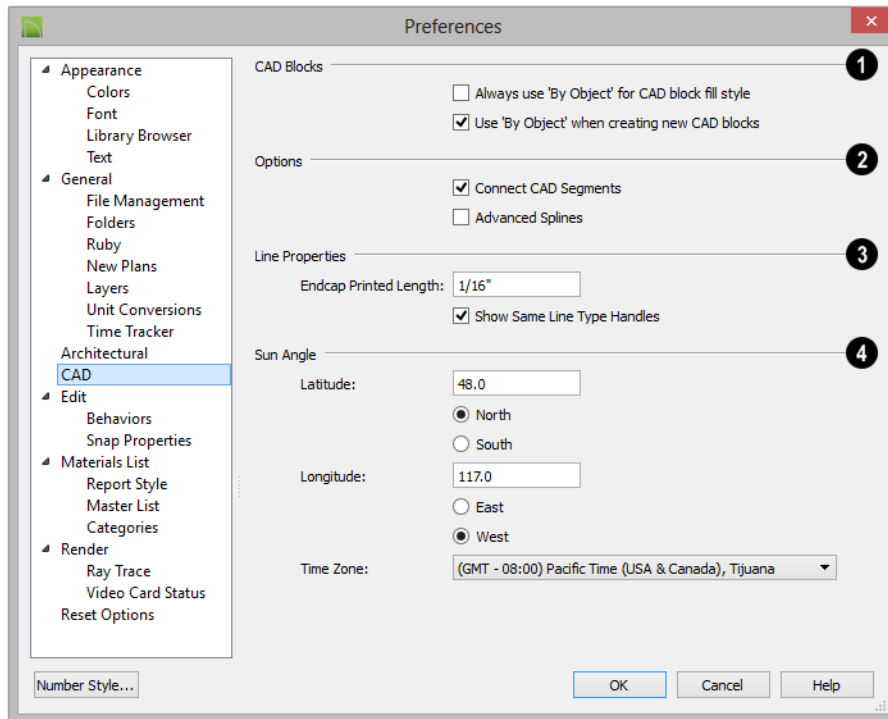 Preferences
Appearance
Colors
Font
Library Browser
Text
General
File Management
Folders
Ruby
New Plans
Layers
Unit Conversions
Time Tracker
Architectural
CAD
Edit
Behaviors
Snap Properties
Materials List
Report Style
Master List
Categories
Render
Ray Trace
Video Card Status
Reset Options
CAD Blocks 1
Always use 'By Object' for CAD block fill style
Use 'By Object' when creating new CAD blocks
Options 2
Connect CAD Segments
Advanced Splines
Line Properties 3
Endcap Printed Length: 1/16"
Show Same Line Type Handles
Sun Angle 4
Latitude: 48.0
North
South
Longitude: 117.0
East
West
Time Zone: (GMT - 08:00) Pacific Time (USA & Canada), Tijuana
Number Style... OK Cancel Help